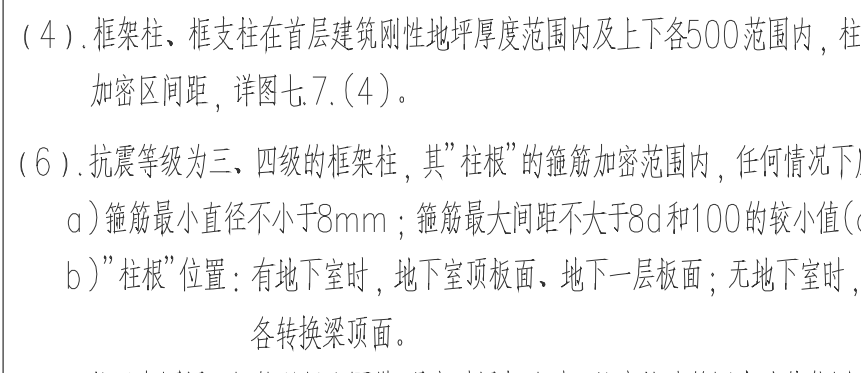 (4).框架柱、框支柱在首层建筑刚性地坪厚度范围内及上下各500范围内，柱
加密区间距，详图七.7.(4)。
(6).抗震等级为三、四级的框架柱，其"柱根"的箍筋加密范围内，任何情况下
a)箍筋最小直径不小于8mm；箍筋最大间距不大于8d和100的较小值(
b)"柱根"位置：有地下室时，地下室顶板面、地下一层板面；无地下室时，
各转换梁顶面。